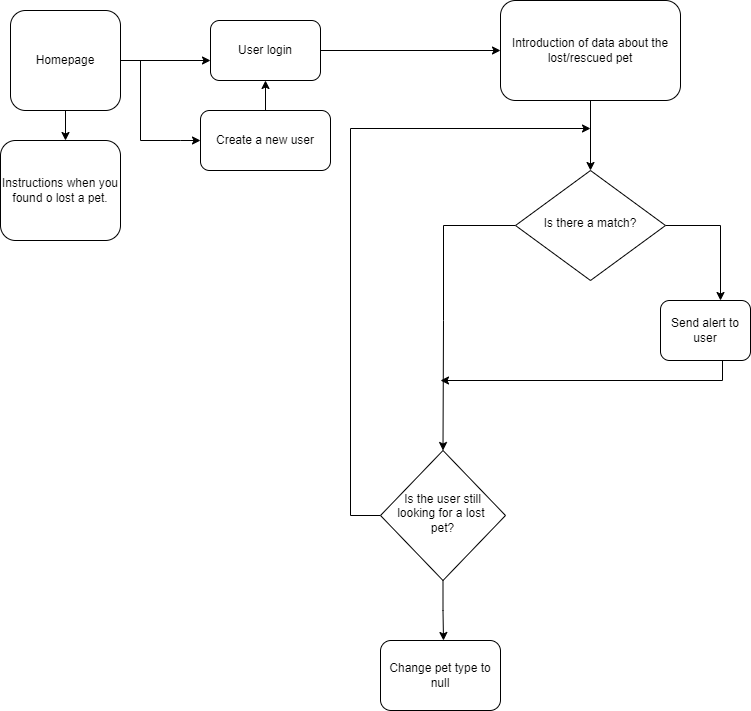 Homepage
User login
Introduction of data about the
lost/rescued pet
Create a new user
Instructions when you
found o lost a pet.
Is there a match?
Send alert to
user
Is the user still
looking for a lost
pet?
Change pet type to
null